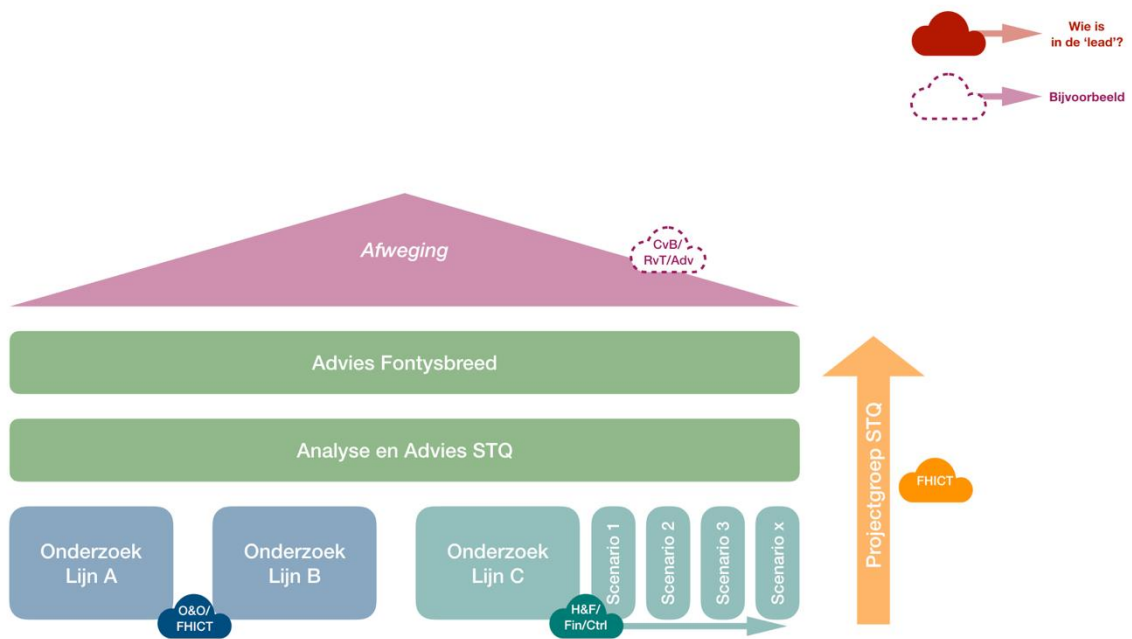 Wie is
in de 'lead'?
Bijvoorbeeld
Afweging
CvB/
RvT/Adv
Advies Fontysbreed
Analyse en Advies STQ
Projectgroep STQ
FHICT
Onderzoek
Lijn A
Onderzoek
Lijn B
Onderzoek
Lijn C
Scenario 1
Scenario 2
Scenario 3
Scenario x
O&O/
FHICT
H&F/
Fin/Ctrl